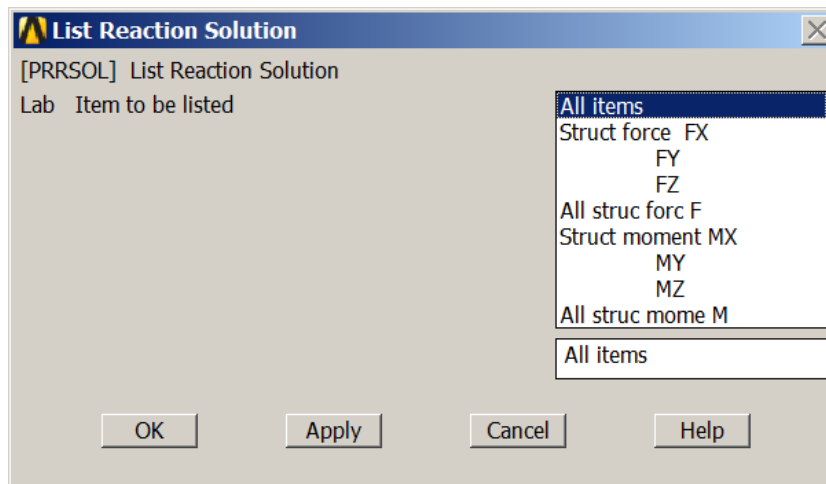 List Reaction Solution
[PRRSOL] List Reaction Solution
Lab Item to be listed
All items
Struct force FX
FY
FZ
All struc forc F
Struct moment MX
MY
MZ
All struc mome M
All items
OK Apply Cancel Help